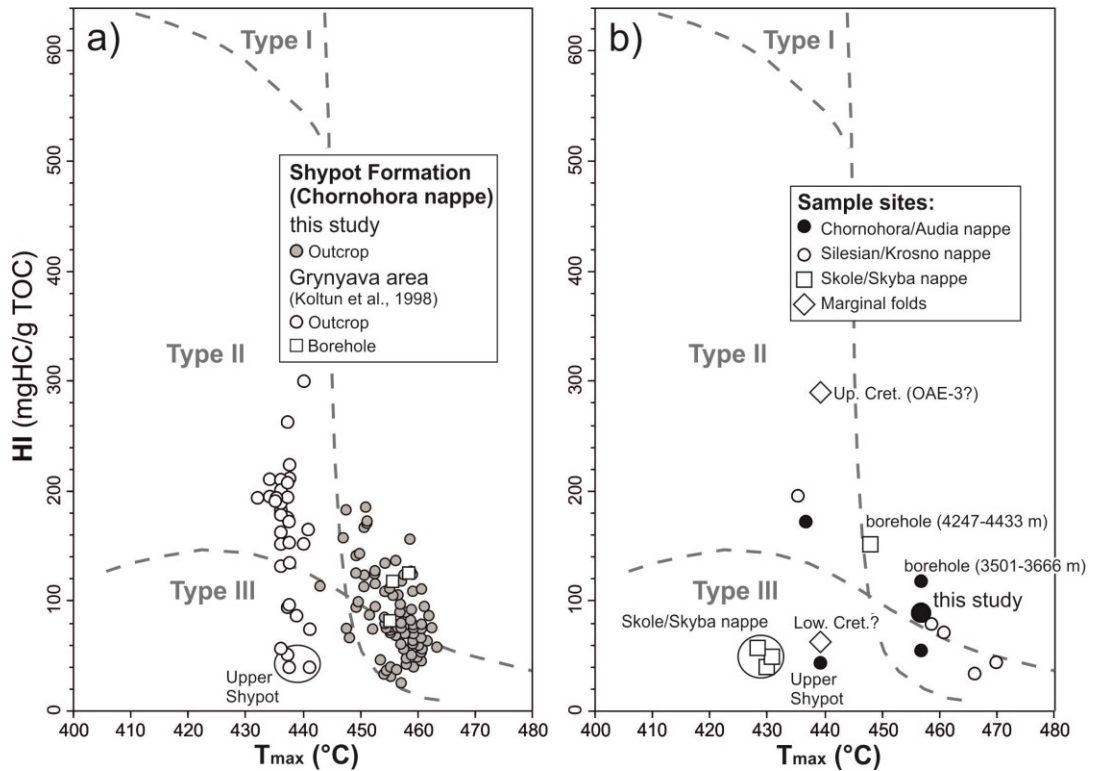 a)
Type I
Type II
Type III
Shypot Formation
(Chornohora nappe)
this study
Outcrop
Grynyava area
(Koltun et al., 1998)
Outcrop
Borehole
Upper
Shypot
HI (mgHC/g TOC)
0
100
200
300
400
500
600
400
410
420
430
440
450
460
470
480
Tmax (°C)
b)
Type I
Type II
Type III
Sample sites:
Chornohora/Audia nappe
Silesian/Krosno nappe
Skole/Skyba nappe
Marginal folds
Up. Cret. (OAE-3?)
borehole (4247-4433 m)
borehole (3501-3666 m)
this study
Skole/Skyba nappe
Low. Cret.?
Upper
Shypot
0
100
200
300
400
500
600
400
410
420
430
440
450
460
470
480
Tmax (°C)